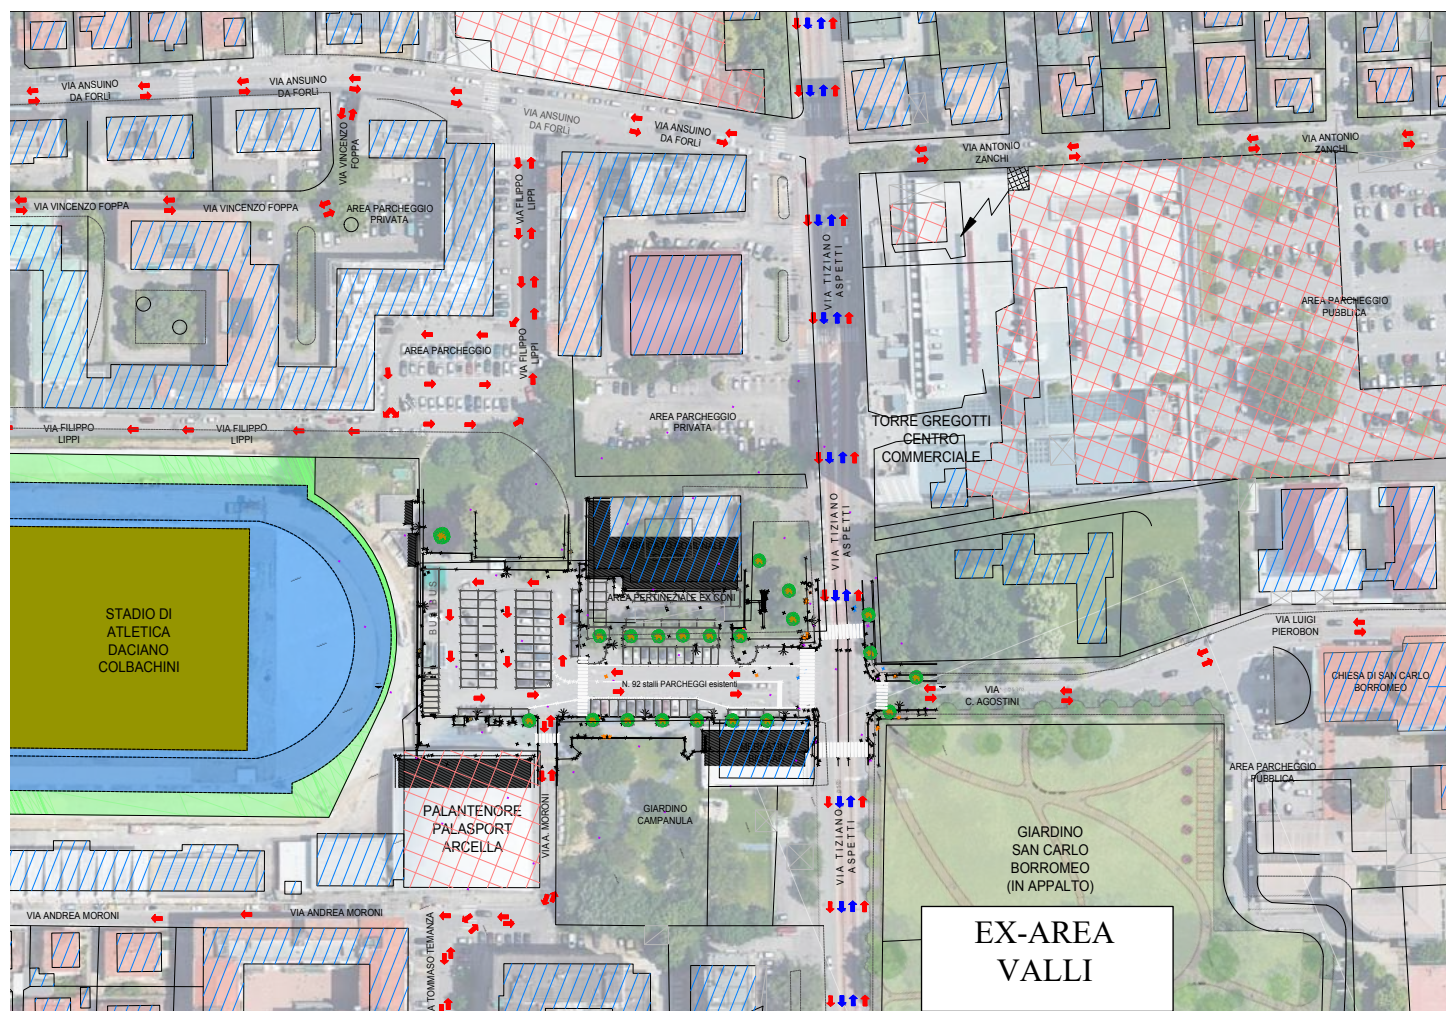 VIA ANSUINO
DA FORLì
VIA ANSUINO
DA FORLì
VIA ANSUINO
DA FORLì
VIA ANSUINO
DA FORLì
VIA ANTONIO
ZANCHI
VIA ANTONIO
ZANCHI
VIA VINCENZO
FOPPA
VIA VINCENZO FOPPA
VIA VINCENZO FOPPA
AREA PARCHEGGIO
PRIVATA
VIA FILIPPO
LIPPI
VIA TIZIANO
ASPETTI
AREA PARCHEGGIO
PUBBLICA
AREA PARCHEGGIO
VIA FILIPPO
LIPPI
VIA FILIPPO
LIPPI
VIA FILIPPO
LIPPI
AREA PARCHEGGIO
PRIVATA
TORRE GREGOTTI
CENTRO
COMMERCIALE
VIA TIZIANO
ASPETTI
BUS
BUS
AREA PERTINEZIALE EX CONI
STADIO DI
ATLETICA
DACIANO
COLBACHINI
VIA LUIGI
PIEROBON
N. 92 stalli PARCHEGGI esistenti
VIA
C. AGOSTINI
CHIESA DI SAN CARLO
BORROMEO
AREA PARCHEGGIO
PUBBLICA
PALANTENORE
PALASPORT
ARCELLA
VIA A. MORONI
GIARDINO
CAMPANULA
VIA TIZIANO
ASPETTI
GIARDINO
SAN CARLO
BORROMEO
(IN APPALTO)
VIA ANDREA MORONI
VIA ANDREA MORONI
A TOMMASO TEMANZA
EX-AREA
VALLI